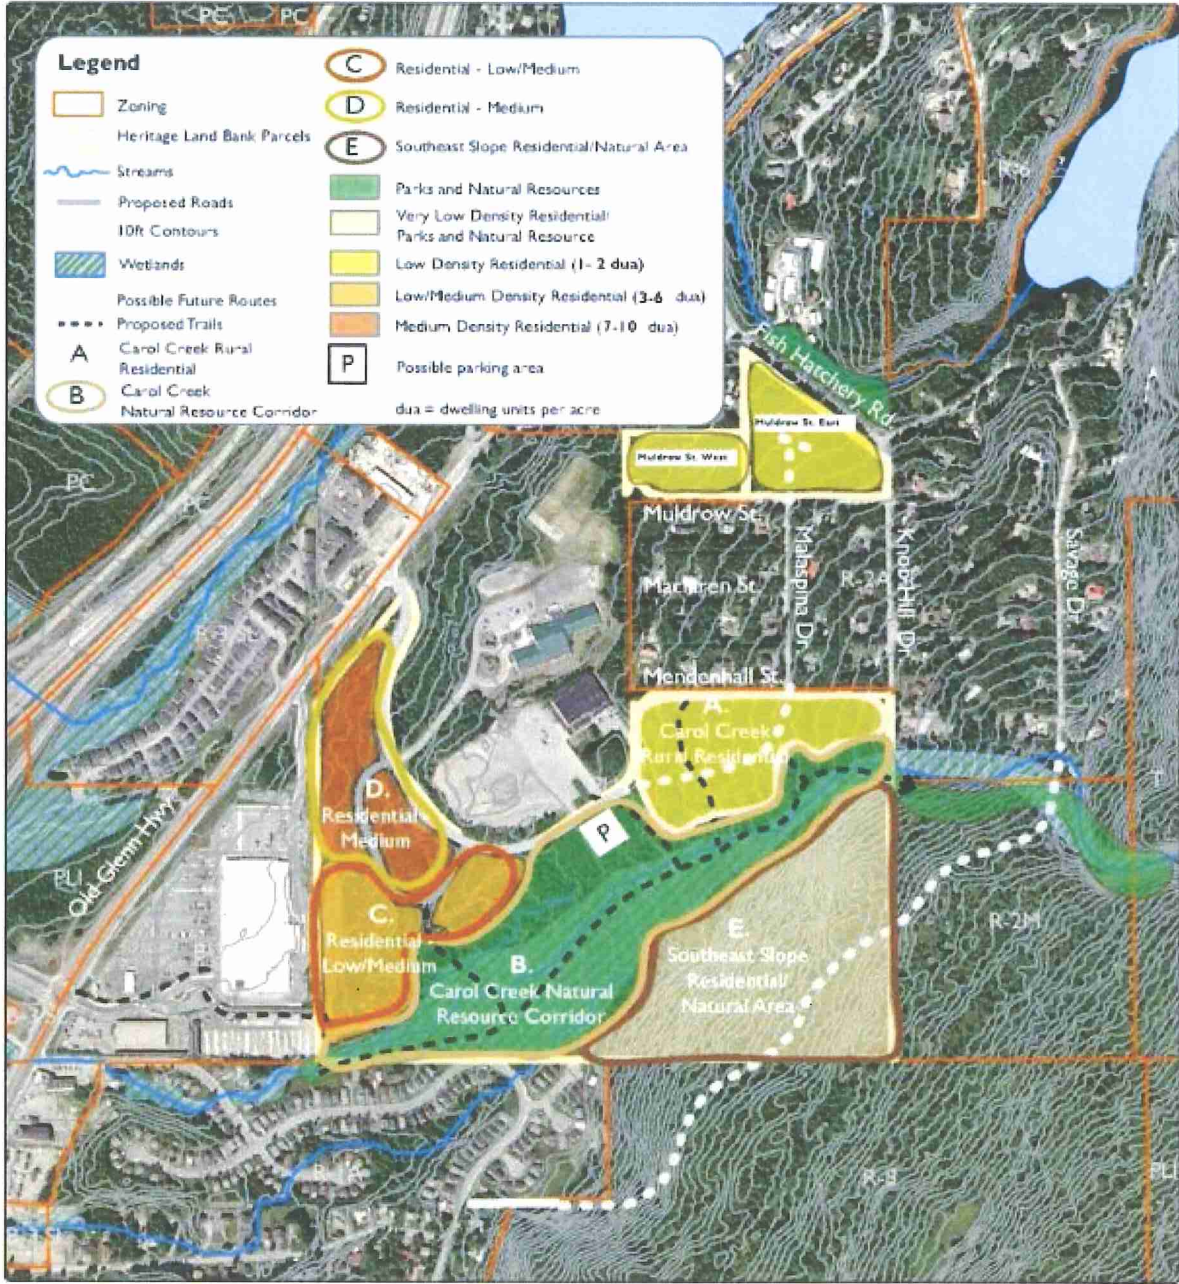 PC
PC
Legend
Zoning
Heritage Land Bank Parcels
Streams
Proposed Roads
10ft Contours
Wetlands
Possible Future Routes
Proposed Trails
A
Carol Creek Rural
Residential
B
Carol Creek
Natural Resource Corridor
C
Residential - Low/Medium
D
Residential - Medium
E
Southeast Slope Residential/Natural Area
Parks and Natural Resources
Very Low Density Residential/
Parks and Natural Resource
Low Density Residential (1- 2 dua)
Low/Medium Density Residential (3-6 dua)
Medium Density Residential (7-10 dua)
P
Possible parking area
dua = dwelling units per acre
Fish Hatchery Rd
Muldrow St. East
Muldrow St. West
PC
Muldrow St.
Malaspina Dr.
R-2A
Knob Hill Dr.
Savage Dr.
Mendenhall St.
A.
Carol Creek
Rural Residential
D.
Residential -
Medium
P
PLI
Old Glenn Hwy
C.
Residential -
Low/Medium
B.
Carol Creek Natural
Resource Corridor
E.
Southeast Slope
Residential/
Natural Area
R-2M
PLI